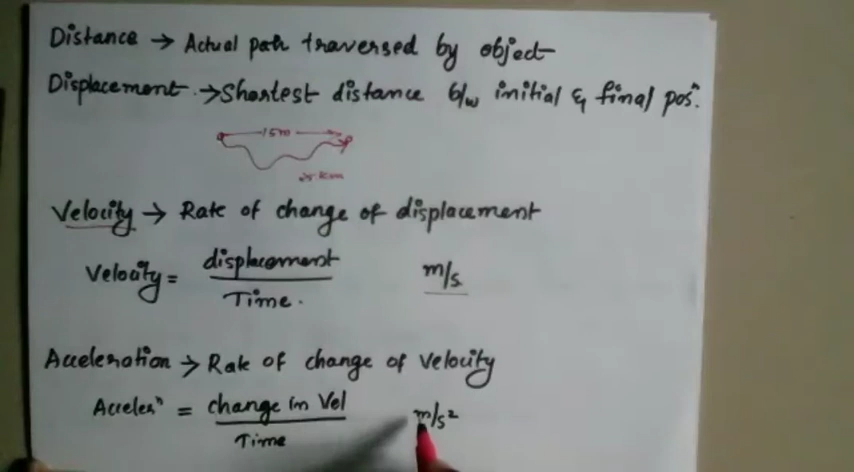 Distance → Actual path traversed by object
Displacement → Shortest distance b/w initial & final posⁿ.
15m
Velocity → Rate of change of displacement
Velocity = displacement / Time. m/s
Acceleration → Rate of change of Velocity
Acceleⁿ = change in Vel / Time m/s²